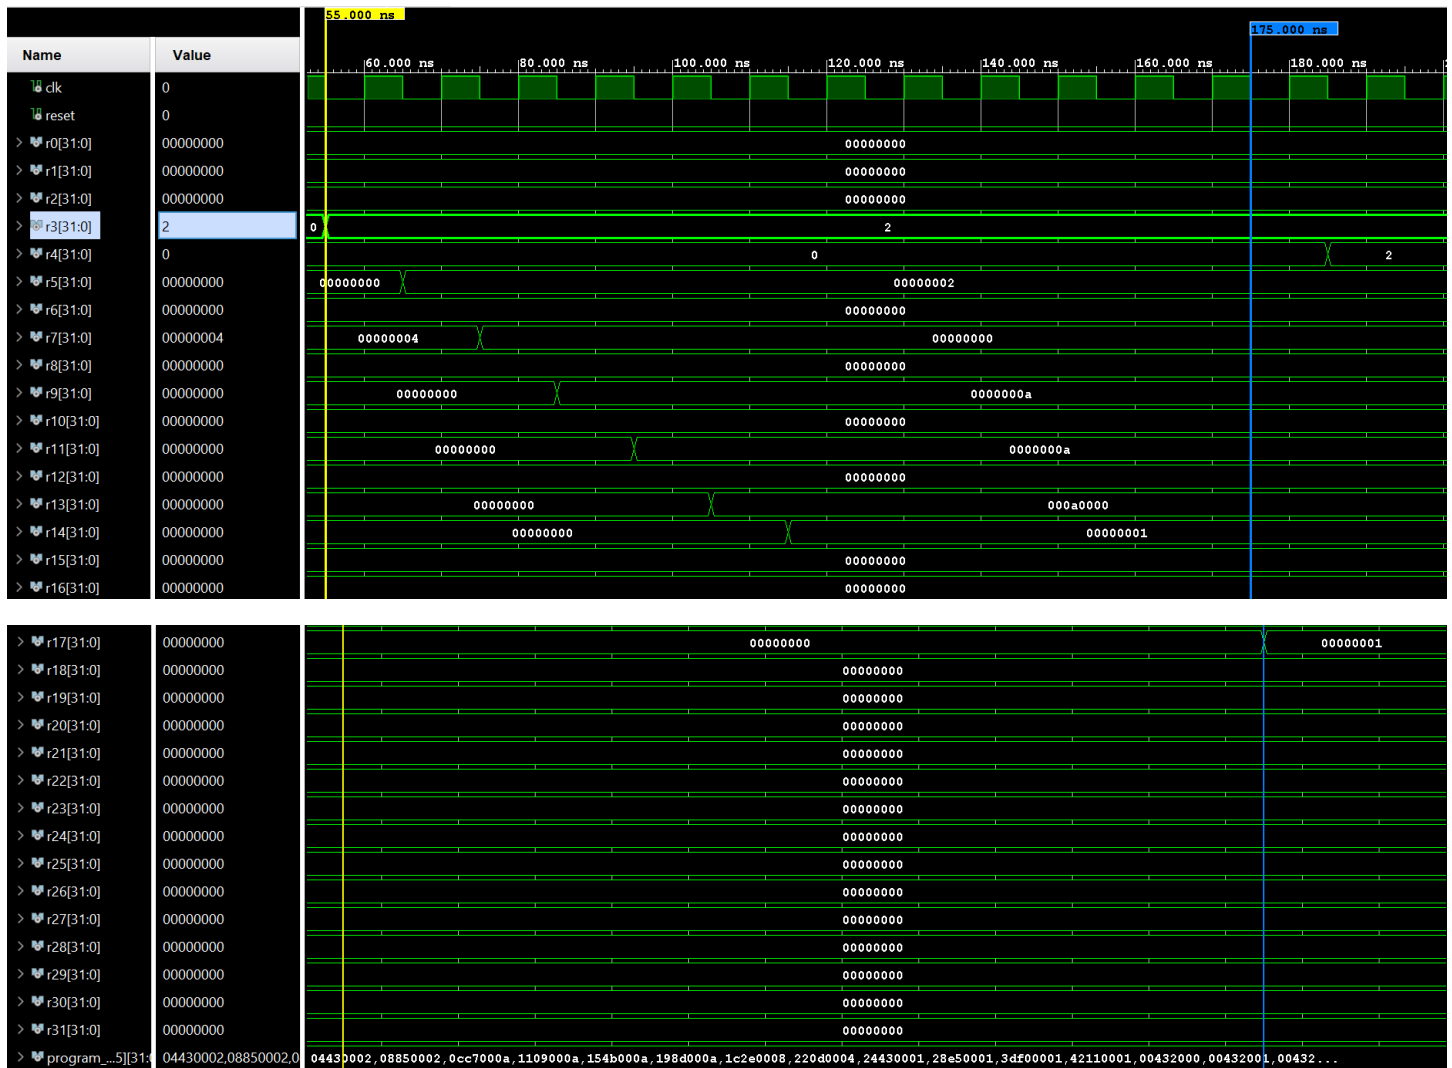 55.000 ns
175.000 ns
Name Value
60.000 ns 80.000 ns 100.000 ns 120.000 ns 140.000 ns 160.000 ns 180.000 ns
clk 0
reset 0
r0[31:0] 00000000 00000000
r1[31:0] 00000000 00000000
r2[31:0] 00000000 00000000
r3[31:0] 2 0 2
r4[31:0] 0 0 2
r5[31:0] 00000000 00000000 00000002
r6[31:0] 00000000 00000000
r7[31:0] 00000004 00000004 00000000
r8[31:0] 00000000 00000000
r9[31:0] 00000000 00000000 0000000a
r10[31:0] 00000000 00000000
r11[31:0] 00000000 00000000 0000000a
r12[31:0] 00000000 00000000
r13[31:0] 00000000 00000000 000a0000
r14[31:0] 00000000 00000000 00000001
r15[31:0] 00000000 00000000
r16[31:0] 00000000 00000000
r17[31:0] 00000000 00000000 00000001
r18[31:0] 00000000 00000000
r19[31:0] 00000000 00000000
r20[31:0] 00000000 00000000
r21[31:0] 00000000 00000000
r22[31:0] 00000000 00000000
r23[31:0] 00000000 00000000
r24[31:0] 00000000 00000000
r25[31:0] 00000000 00000000
r26[31:0] 00000000 00000000
r27[31:0] 00000000 00000000
r28[31:0] 00000000 00000000
r29[31:0] 00000000 00000000
r30[31:0] 00000000 00000000
r31[31:0] 00000000 00000000
program_...5][31:0 04430002,08850002,0 04430002,08850002,0cc7000a,1109000a,154b000a,198d000a,1c2e0008,220d0004,24430001,28e50001,3df00001,42110001,00432000,00432001,00432...